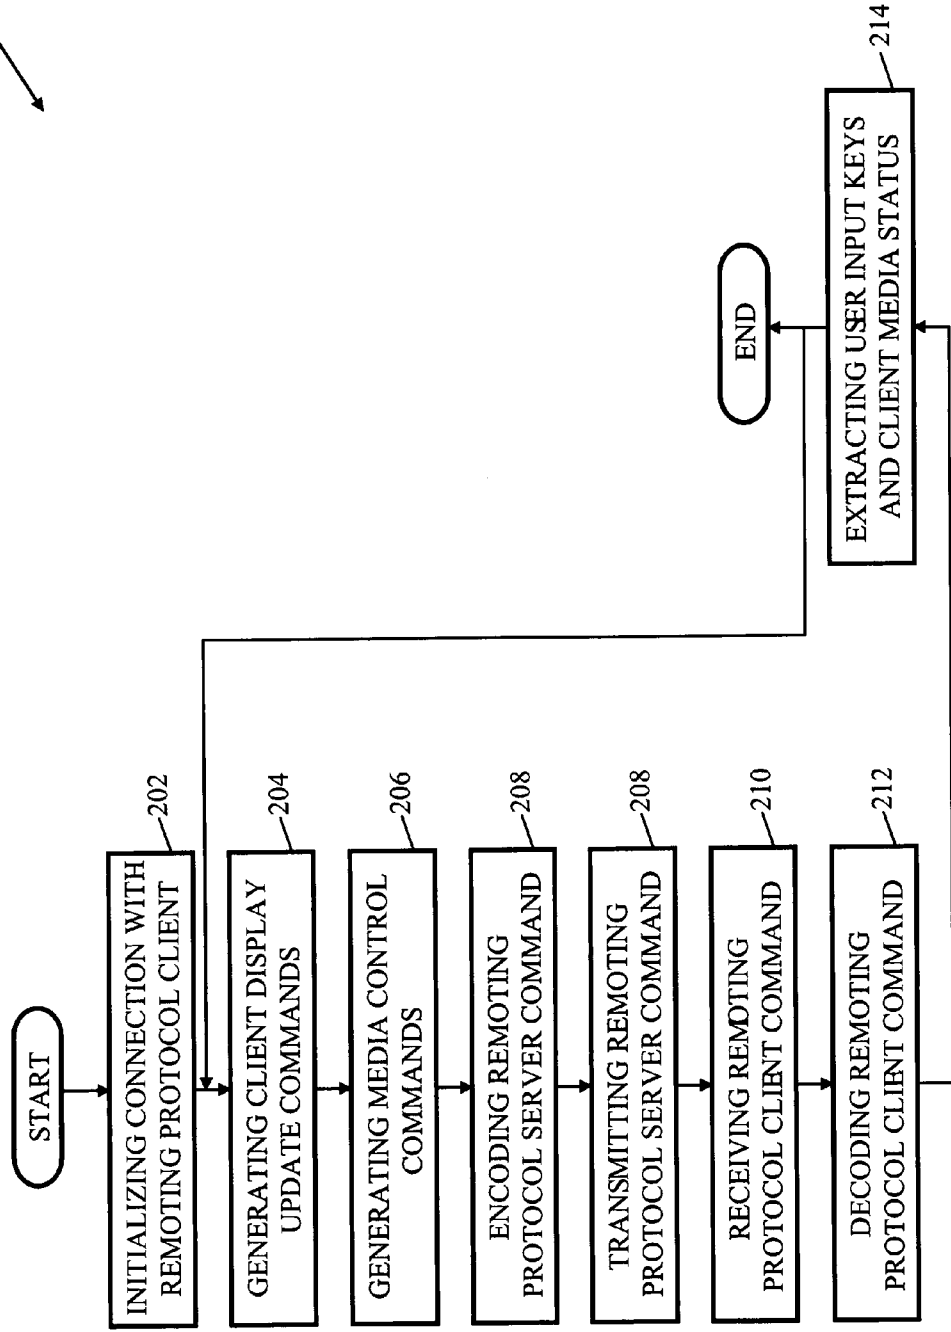 START
INITIALIZING CONNECTION WITH
REMOTING PROTOCOL CLIENT
202
GENERATING CLIENT DISPLAY
UPDATE COMMANDS
204
GENERATING MEDIA CONTROL
COMMANDS
206
ENCODING REMOTING
PROTOCOL SERVER COMMAND
208
TRANSMITTING REMOTING
PROTOCOL SERVER COMMAND
208
RECEIVING REMOTING
PROTOCOL CLIENT COMMAND
210
DECODING REMOTING
PROTOCOL CLIENT COMMAND
212
EXTRACTING USER INPUT KEYS
AND CLIENT MEDIA STATUS
214
END